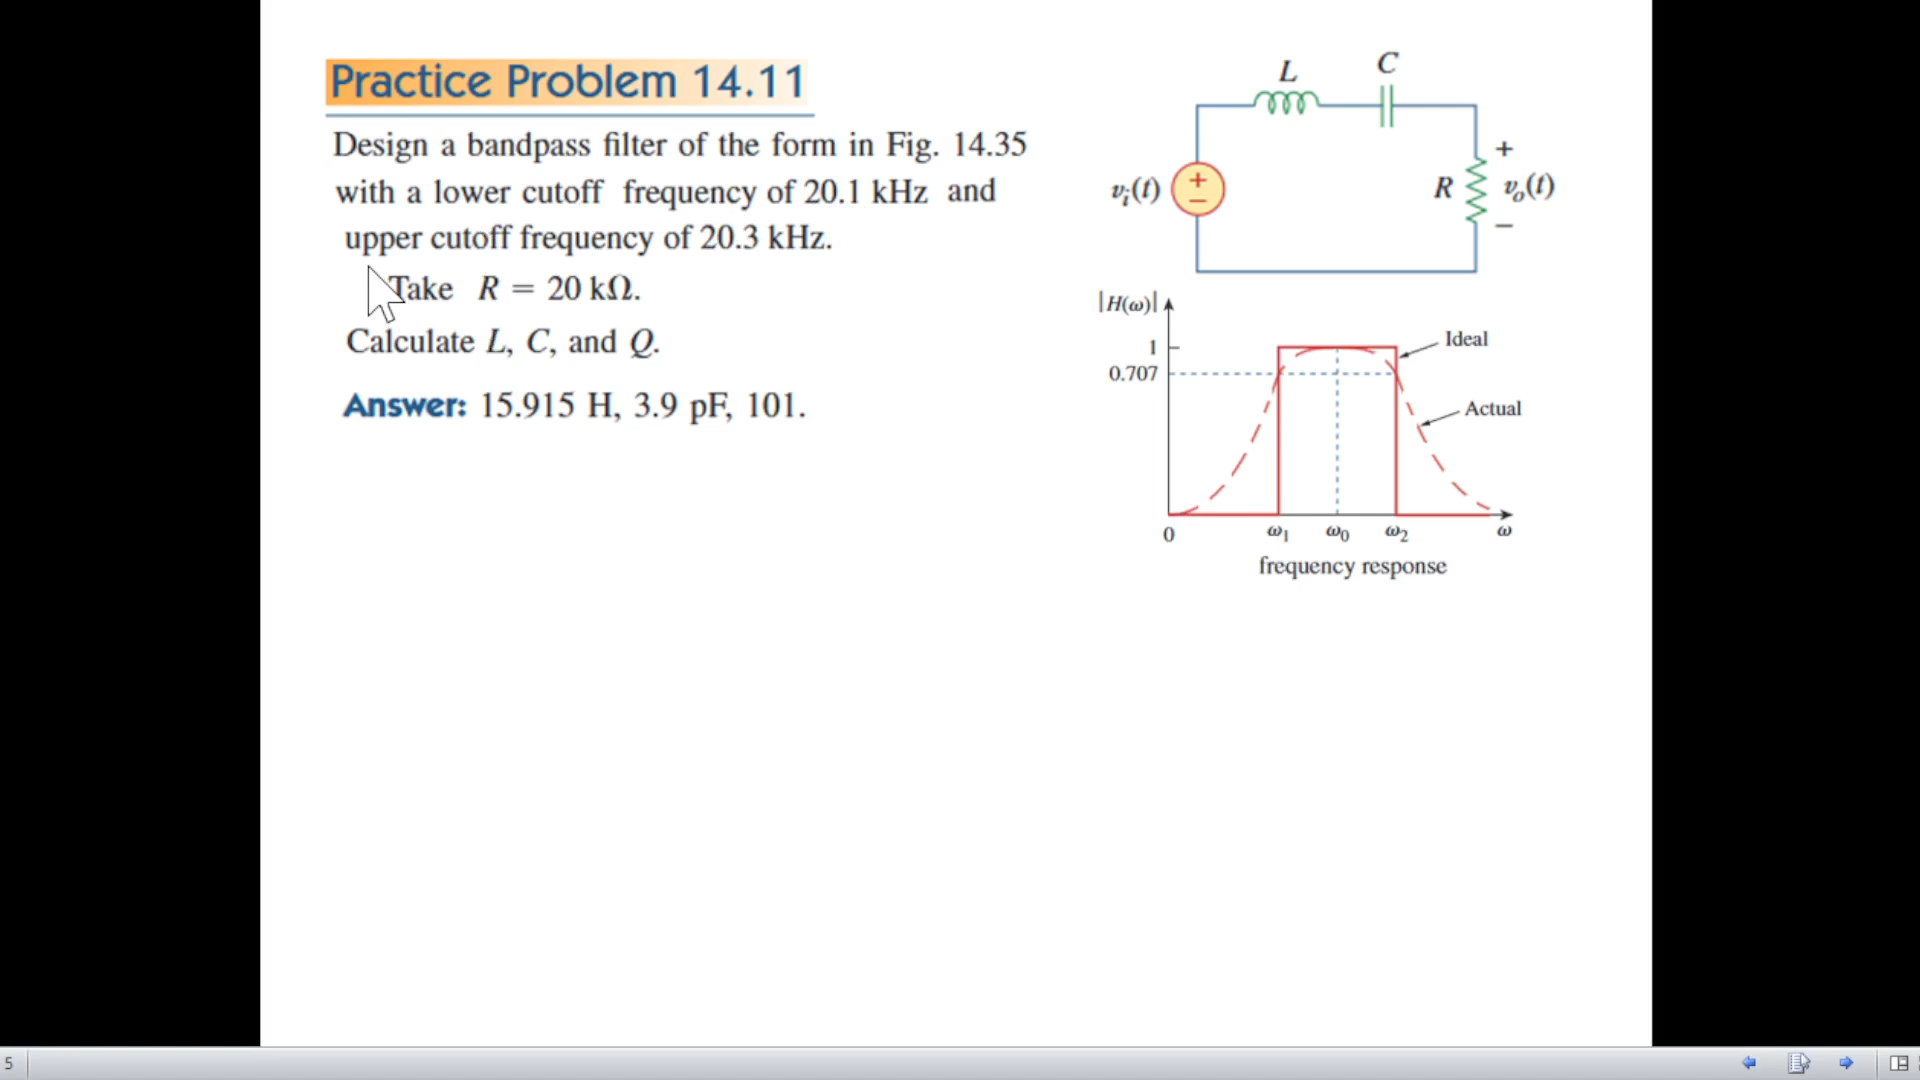 Practice Problem 14.11
Design a bandpass filter of the form in Fig. 14.35
with a lower cutoff frequency of 20.1 kHz and
upper cutoff frequency of 20.3 kHz.
Take R = 20 kΩ.
Calculate L, C, and Q.
Answer: 15.915 H, 3.9 pF, 101.
L
C
+
vi(t)
+
−
R
vo(t)
−
|H(ω)|
1
Ideal
0.707
Actual
0
ω1
ω0
ω2
ω
frequency response
5